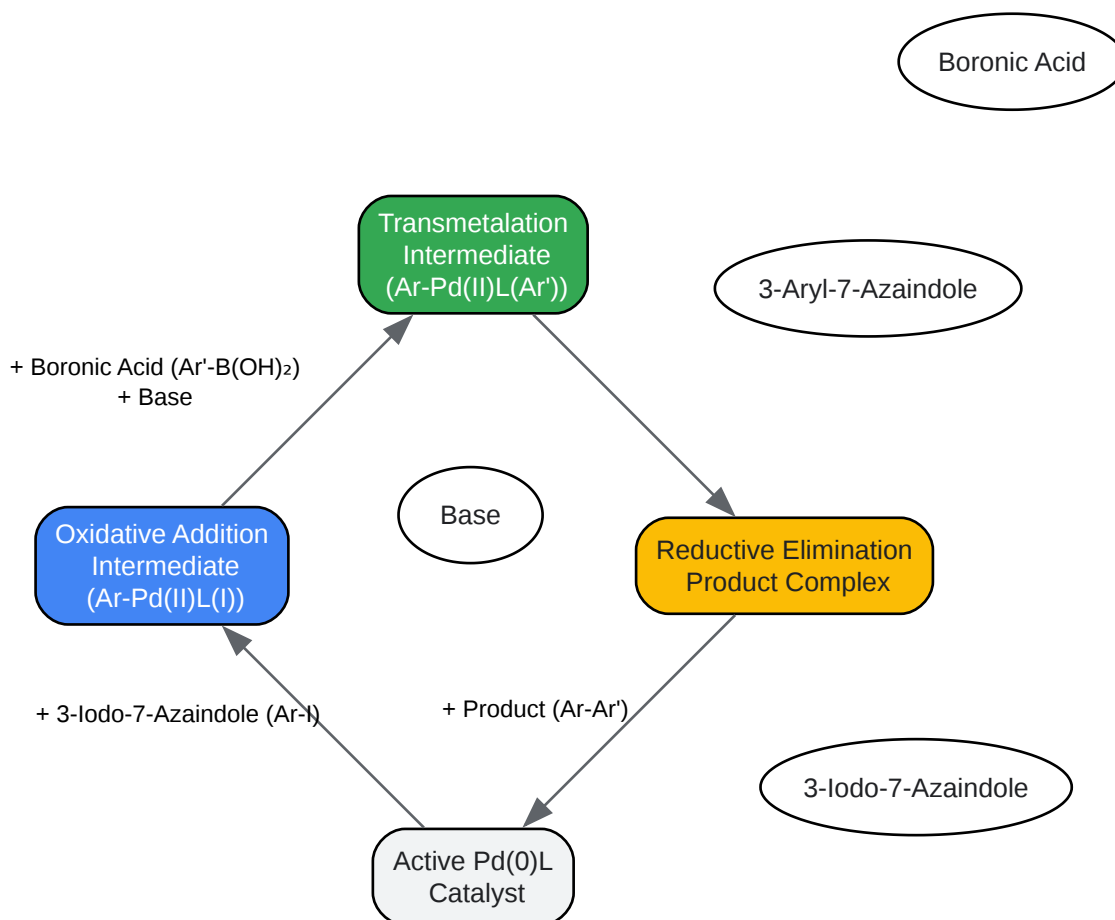 Boronic Acid
Transmetalation
Intermediate
(Ar-Pd(II)L(Ar'))
3-Aryl-7-Azaindole
+ Boronic Acid (Ar'-B(OH)₂)
+ Base
Base
Oxidative Addition
Intermediate
(Ar-Pd(II)L(I))
Reductive Elimination
Product Complex
+ 3-Iodo-7-Azaindole (Ar-I)
+ Product (Ar-Ar')
3-Iodo-7-Azaindole
Active Pd(0)L
Catalyst